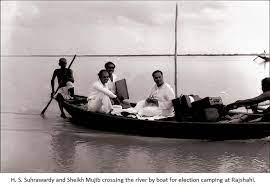 H. S. Suhrawardy and Sheikh Mujib crossing the river by boat for election camping at Rajshahi.